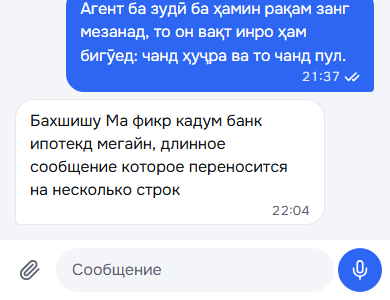 Агент ба зудӣ ба ҳамин рақам занг
мезанад, то он вақт инро ҳам
бигӯед: чанд ҳуҷра ва то чанд пул.
21:37
Бахшишу Ма фикр кадум банк
ипотекд мегайн, длинное
сообщение которое переносится
на несколько строк
22:04
Сообщение